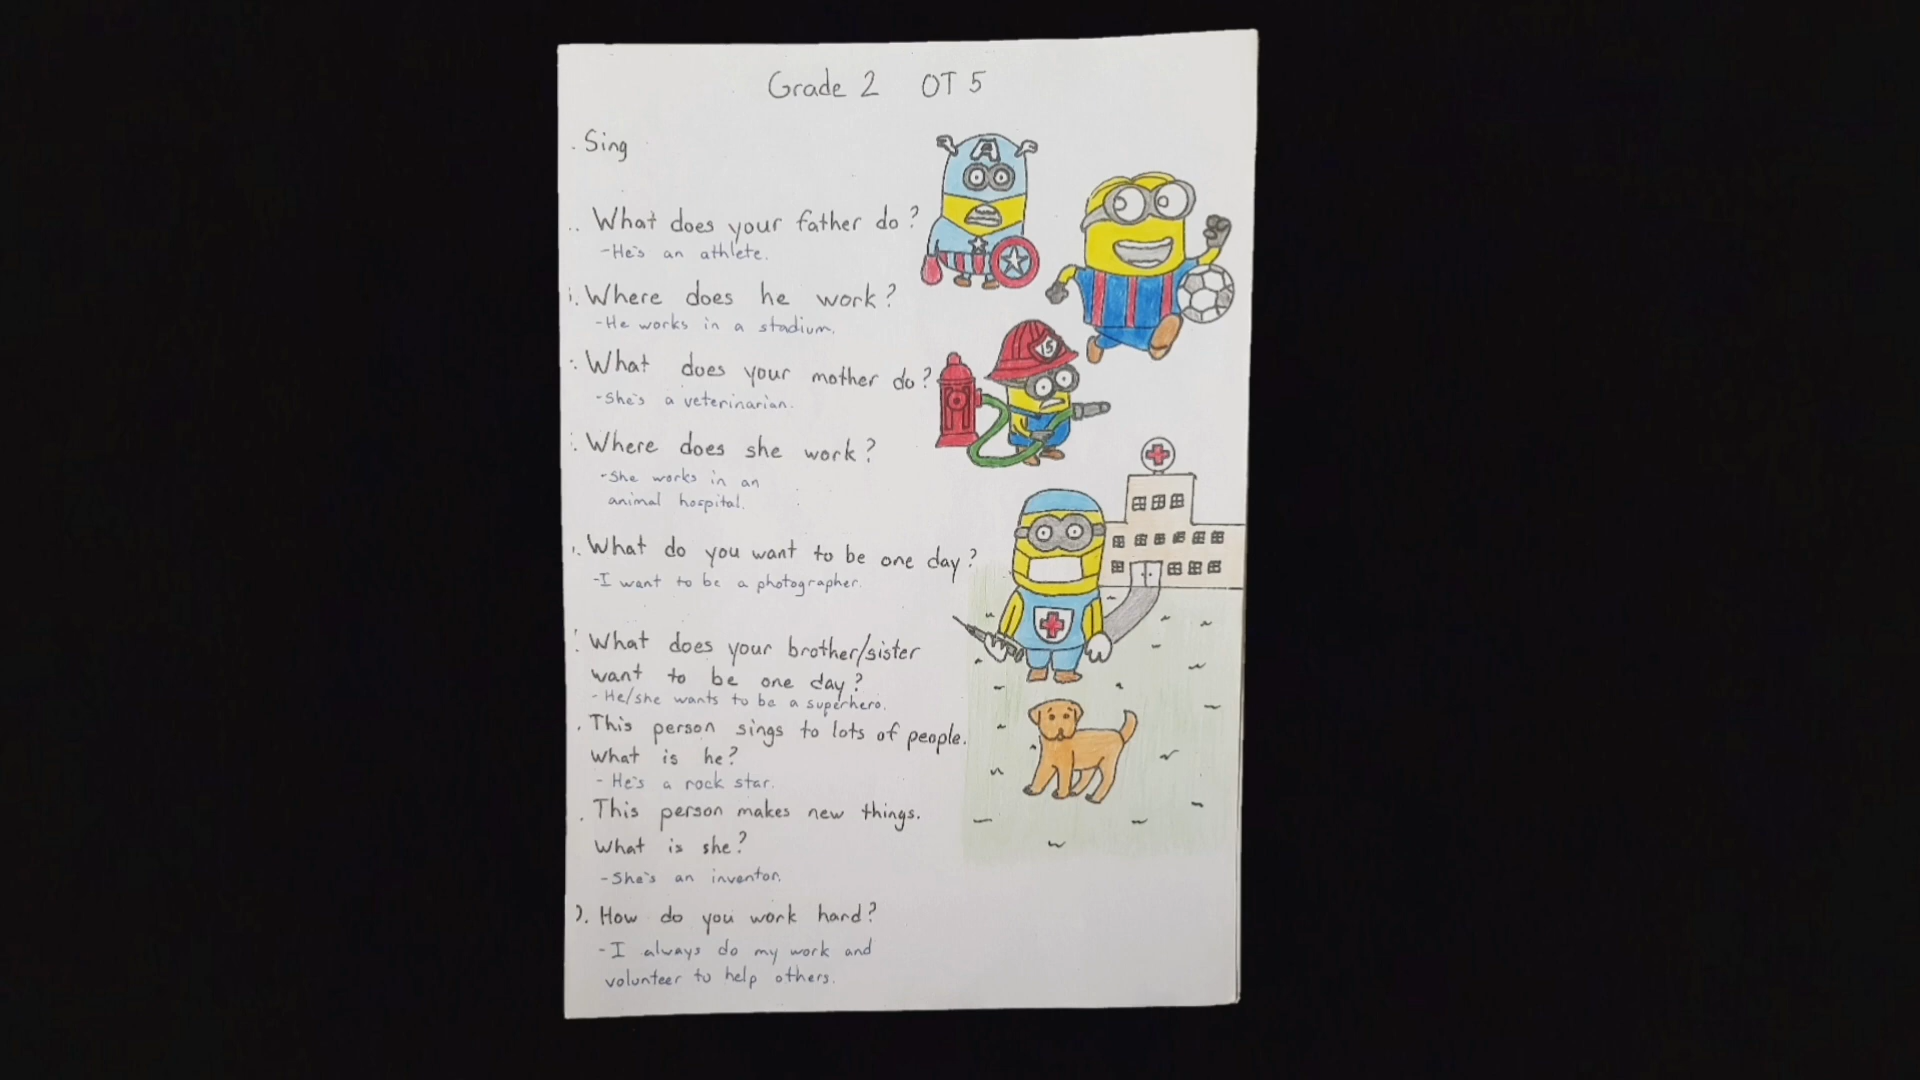 Grade 2 OT 5
. Sing
What does your father do?
-He's an athlete.
. Where does he work?
-He works in a stadium.
What does your mother do?
-She's a veterinarian.
Where does she work?
-She works in an
animal hospital.
. What do you want to be one day?
-I want to be a photographer.
What does your brother/sister
want to be one day?
- He/she wants to be a superhero.
. This person sings to lots of people.
What is he?
- He's a rock star.
. This person makes new things.
What is she?
-She's an inventor.
). How do you work hard?
-I always do my work and
volunteer to help others.
A
15